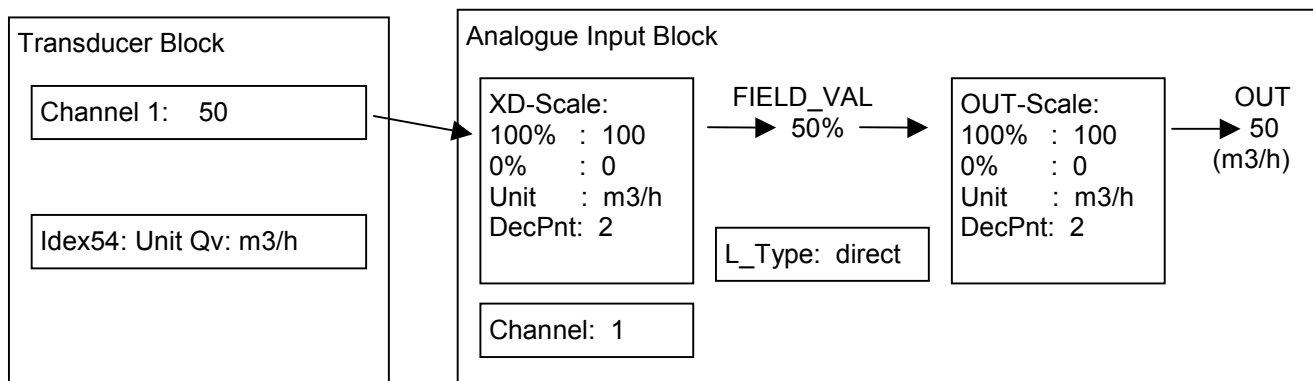 Transducer Block
Channel 1: 50
Idex54: Unit Qv: m3/h
Analogue Input Block
XD-Scale:
100% : 100
0% : 0
Unit : m3/h
DecPnt: 2
Channel: 1
FIELD_VAL
50%
L_Type: direct
OUT-Scale:
100% : 100
0% : 0
Unit : m3/h
DecPnt: 2
OUT
50
(m3/h)